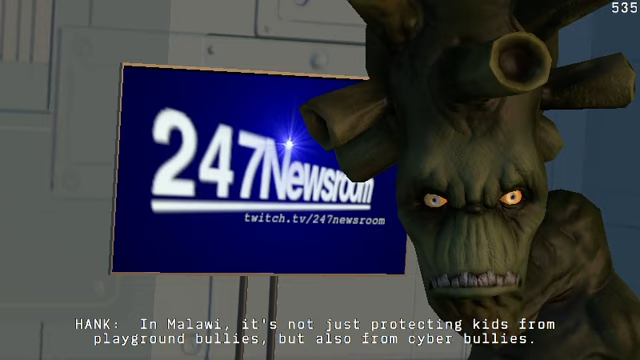 535
247Newsroom
twitch.tv/247newsroom
HANK:  In Malawi, it's not just protecting kids from
playground bullies, but also from cyber bullies.